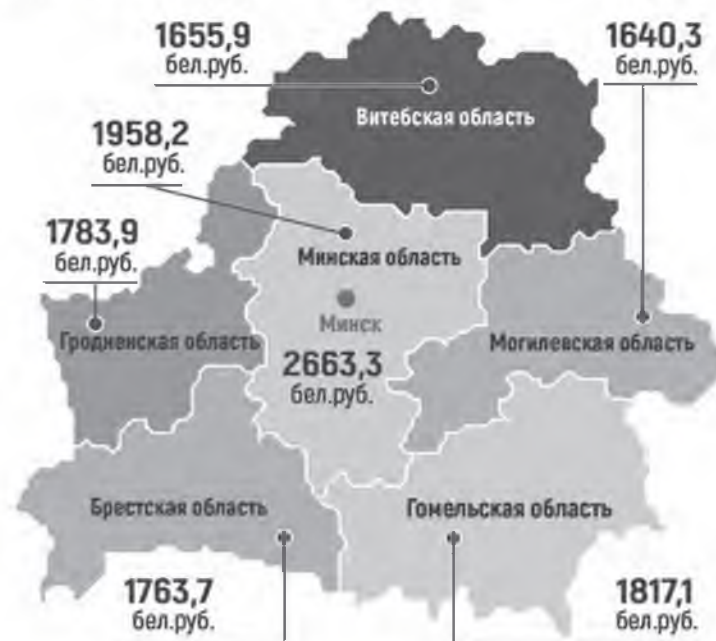 1655,9
бел.руб.
1640,3
бел.руб.
Витебская область
1958,2
бел.руб.
1783,9
бел.руб.
Минская область
Минск
Гродненская область
Могилевская область
2663,3
бел.руб.
Брестская область
Гомельская область
1763,7
бел.руб.
1817,1
бел.руб.